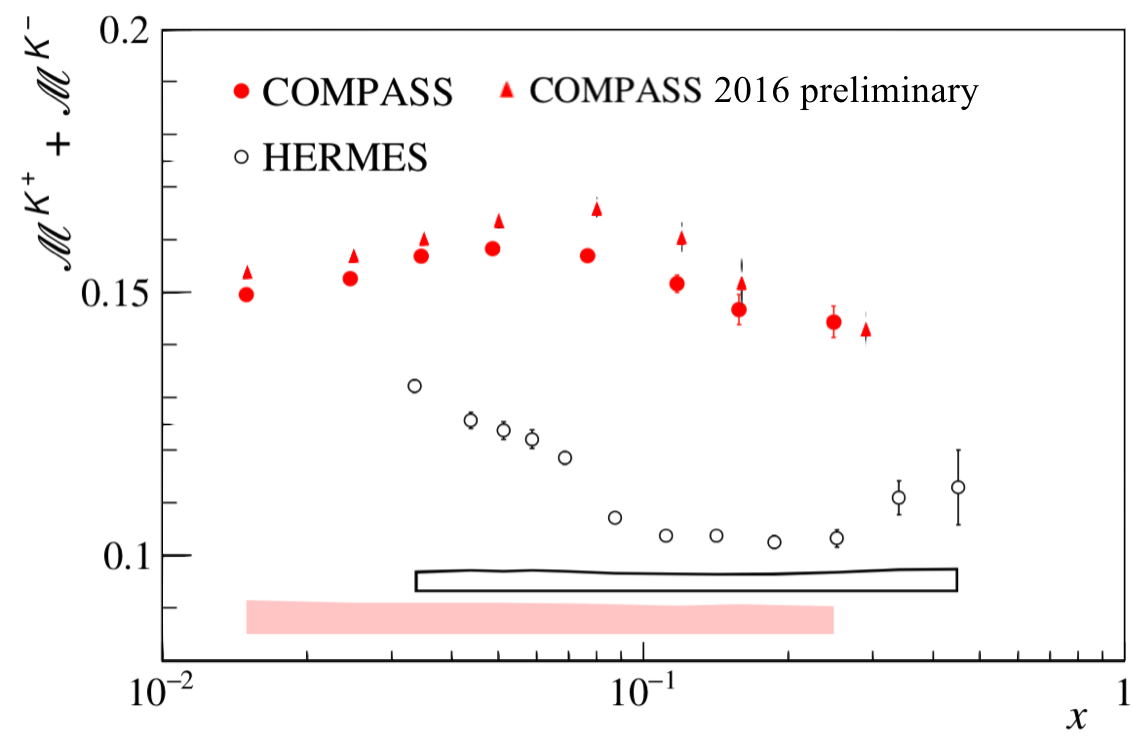 ℳ^{K^+} + ℳ^{K^-}
0.2
COMPASS
COMPASS 2016 preliminary
HERMES
0.15
0.1
10^{−2}
10^{−1}
1
x